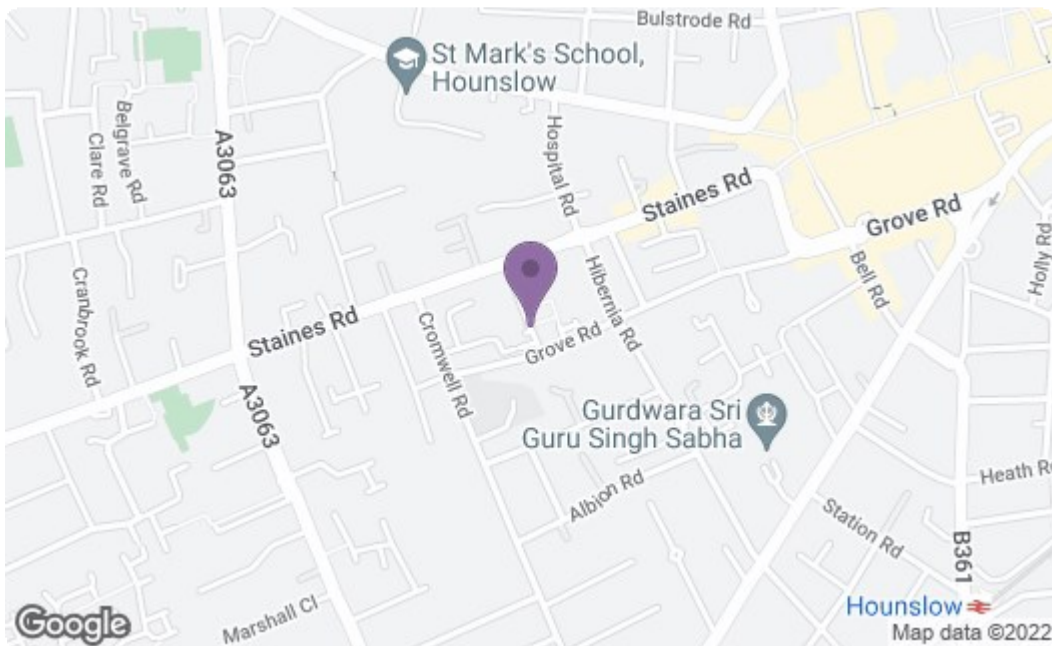 Bulstrode Rd
St Mark's School,
Hounslow
Belgrave Rd
Clare Rd
A3063
Hospital Rd
Staines Rd
Grove Rd
Holly Rd
Bell Rd
Hibernia Rd
Cranbrook Rd
Staines Rd
Cromwell Rd
Grove Rd
A3063
Gurdwara Sri
Guru Singh Sabha
Heath R
Albion Rd
Station Rd
B361
Marshall Cl
Hounslow
Google
Map data ©2022